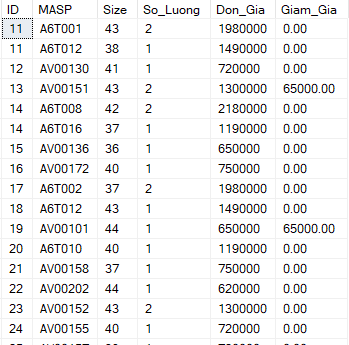 ID MASP Size So_Luong Don_Gia Giam_Gia
11 A6T001 43 2 1980000 0.00
11 A6T012 38 1 1490000 0.00
12 AV00130 41 1 720000 0.00
13 AV00151 43 2 1300000 65000.00
14 A6T008 42 2 2180000 0.00
14 A6T016 37 1 1190000 0.00
15 AV00136 36 1 650000 0.00
16 AV00172 40 1 750000 0.00
17 A6T002 37 2 1980000 0.00
18 A6T012 43 1 1490000 0.00
19 AV00101 44 1 650000 65000.00
20 A6T010 40 1 1190000 0.00
21 AV00158 37 1 750000 0.00
22 AV00202 44 1 620000 0.00
23 AV00152 43 2 1300000 0.00
24 AV00155 40 1 720000 0.00